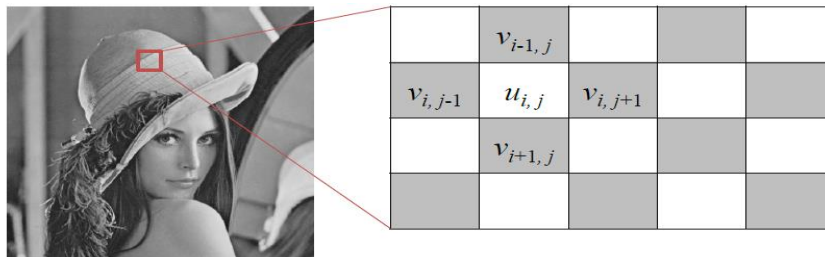 v_{i-1, j}
v_{i, j-1} u_{i, j} v_{i, j+1}
v_{i+1, j}